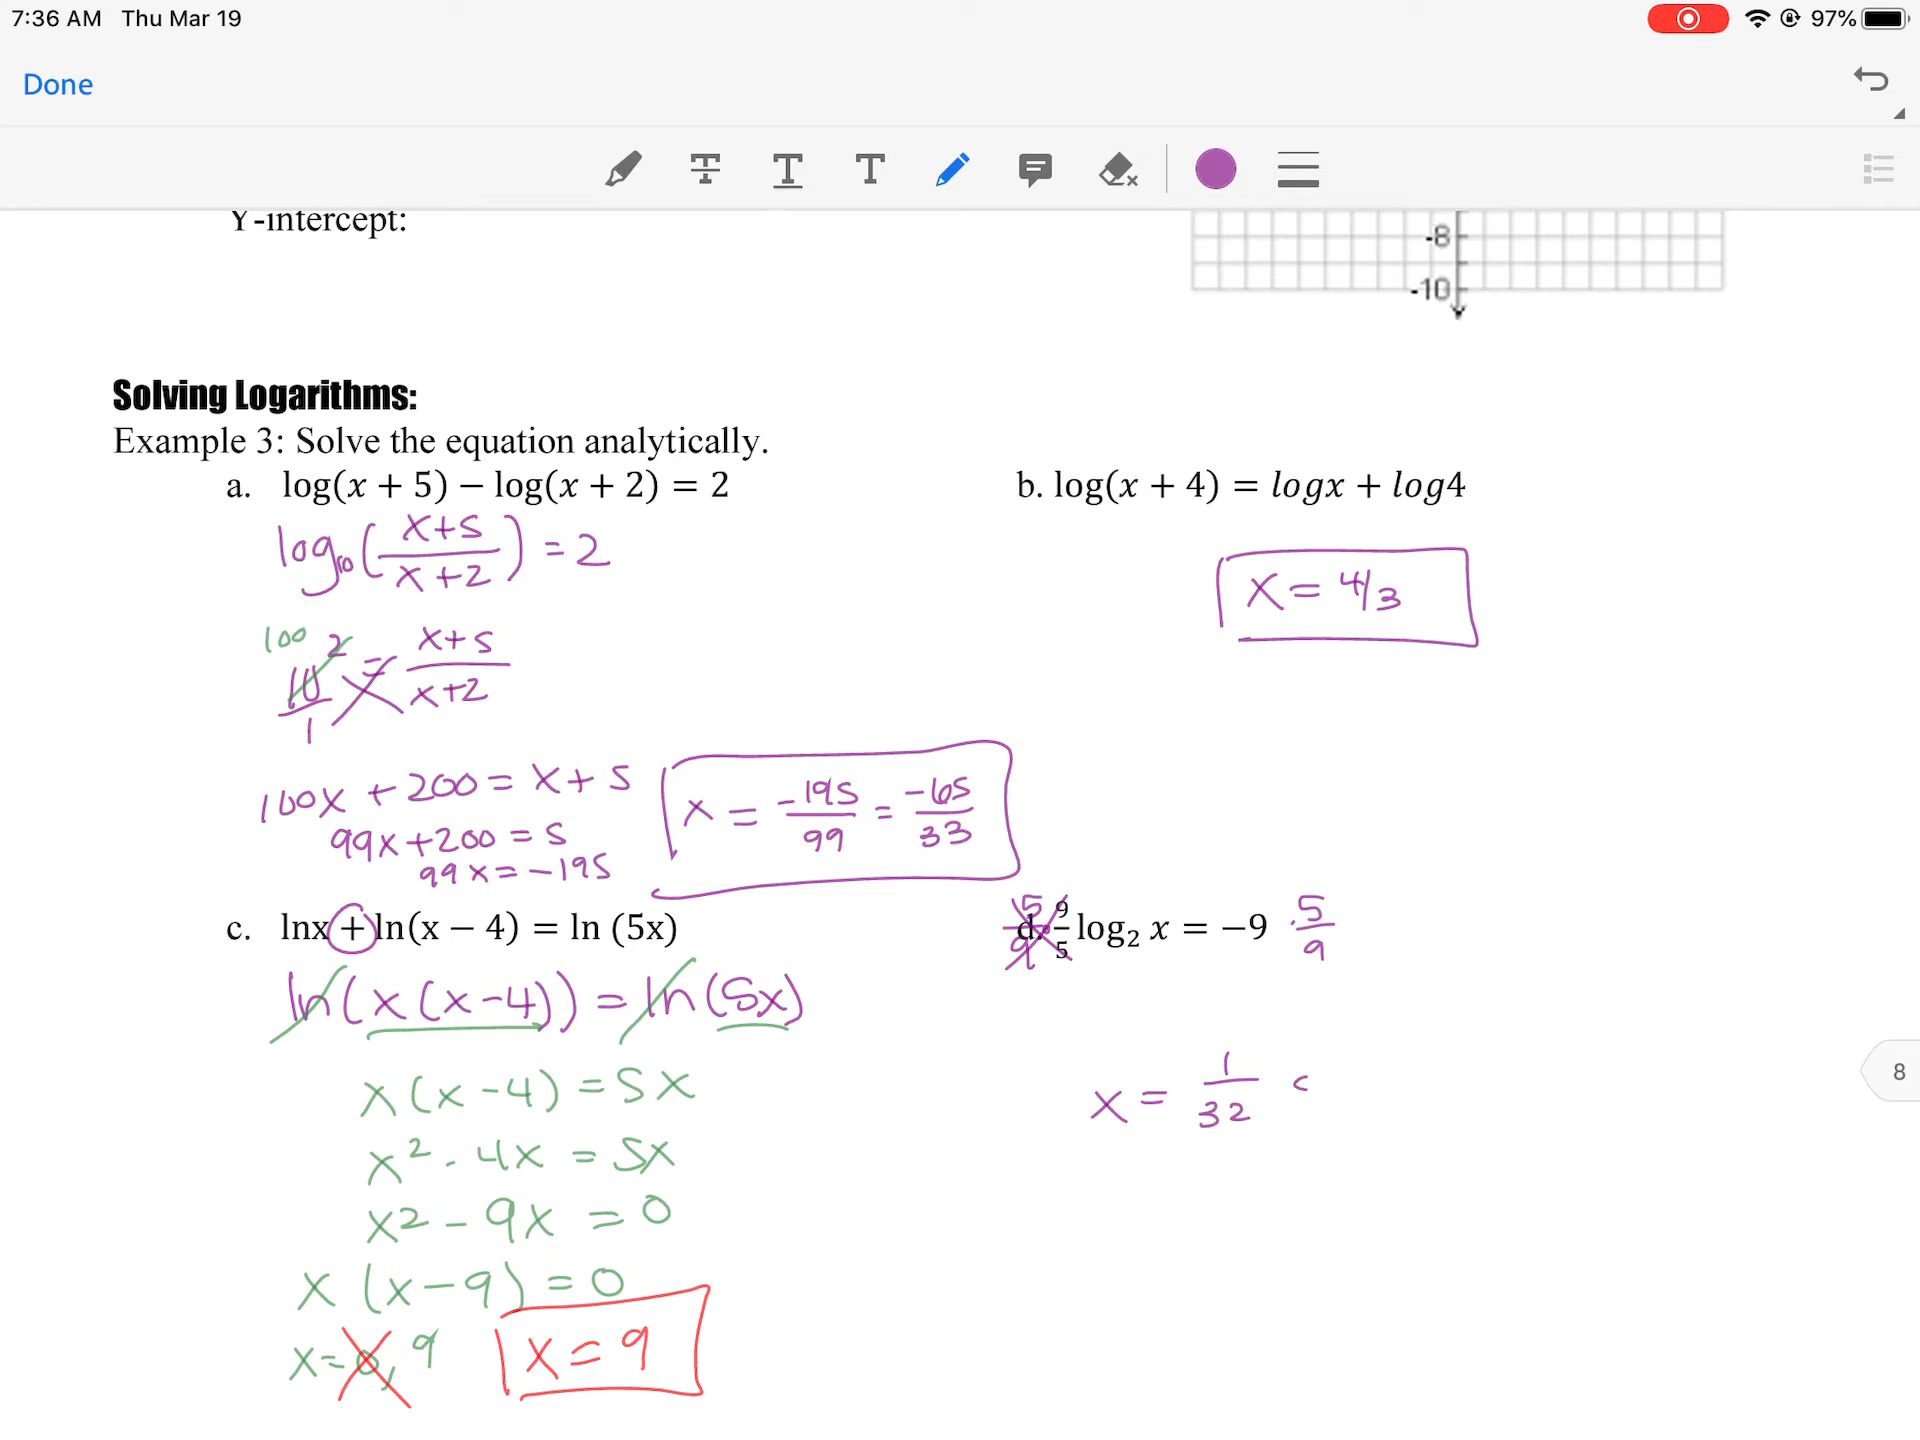 7:36 AM Thu Mar 19
97%
Done
T T T
Y-intercept:
-8
-10
Solving Logarithms:
Example 3: Solve the equation analytically.
a. log(x + 5) − log(x + 2) = 2
b. log(x + 4) = logx + log4
log₁₀(x+5/x+2) = 2
x = 4/3
100
10²/1 = x+5/x+2
100x + 200 = x + 5
99x + 200 = 5
99x = -195
x = -195/99 = -65/33
c. lnx + ln(x − 4) = ln (5x)
5/9 d. 9/5 log₂ x = −9 · 5/9
ln(x(x-4)) = ln(5x)
x(x-4) = 5x
x = 1/32
x² - 4x = 5x
x² - 9x = 0
x(x-9) = 0
x = 0, 9
x = 9
8